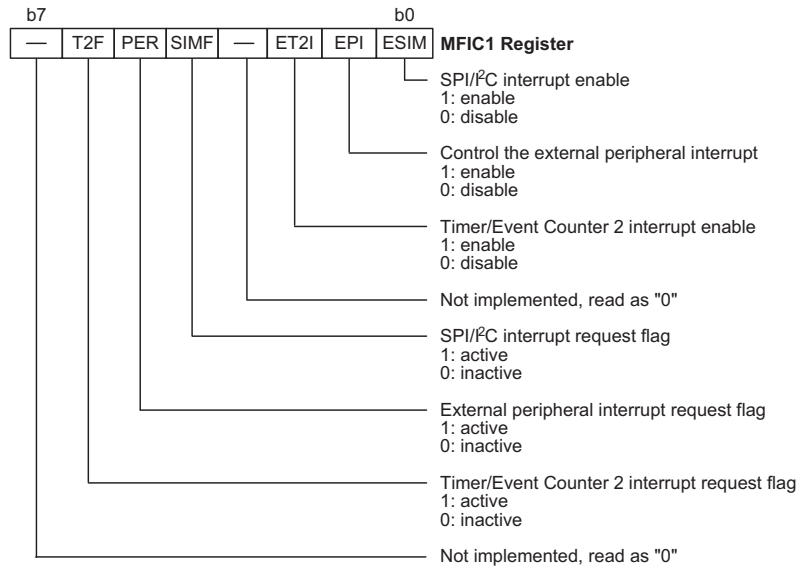 b7 b0
— T2F PER SIMF — ET2I EPI ESIM MFIC1 Register
SPI/I²C interrupt enable
1: enable
0: disable
Control the external peripheral interrupt
1: enable
0: disable
Timer/Event Counter 2 interrupt enable
1: enable
0: disable
Not implemented, read as "0"
SPI/I²C interrupt request flag
1: active
0: inactive
External peripheral interrupt request flag
1: active
0: inactive
Timer/Event Counter 2 interrupt request flag
1: active
0: inactive
Not implemented, read as "0"